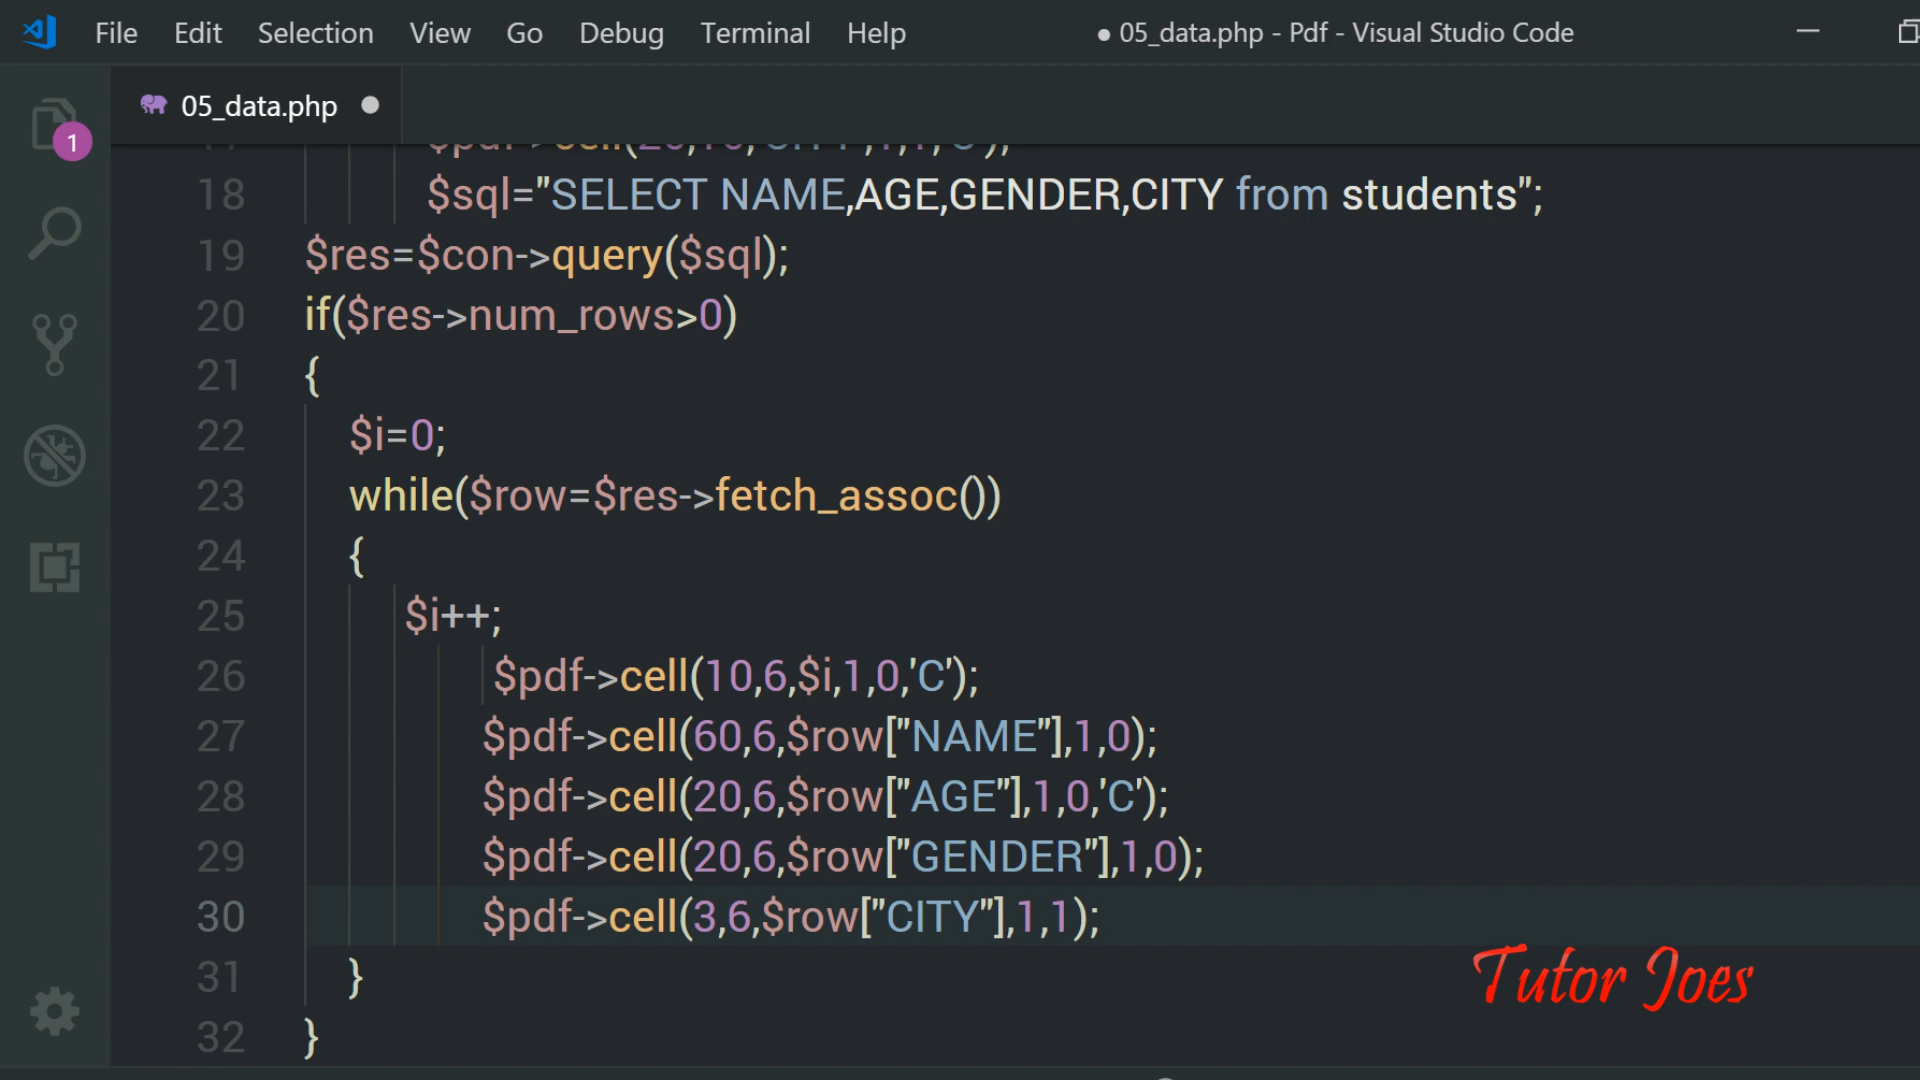 File Edit Selection View Go Debug Terminal Help ● 05_data.php - Pdf - Visual Studio Code
05_data.php ●
1
18 $sql="SELECT NAME,AGE,GENDER,CITY from students";
19 $res=$con->query($sql);
20 if($res->num_rows>0)
21 {
22 $i=0;
23 while($row=$res->fetch_assoc())
24 {
25 $i++;
26 $pdf->cell(10,6,$i,1,0,'C');
27 $pdf->cell(60,6,$row["NAME"],1,0);
28 $pdf->cell(20,6,$row["AGE"],1,0,'C');
29 $pdf->cell(20,6,$row["GENDER"],1,0);
30 $pdf->cell(3,6,$row["CITY"],1,1);
31 }
32 }
Tutor Joes